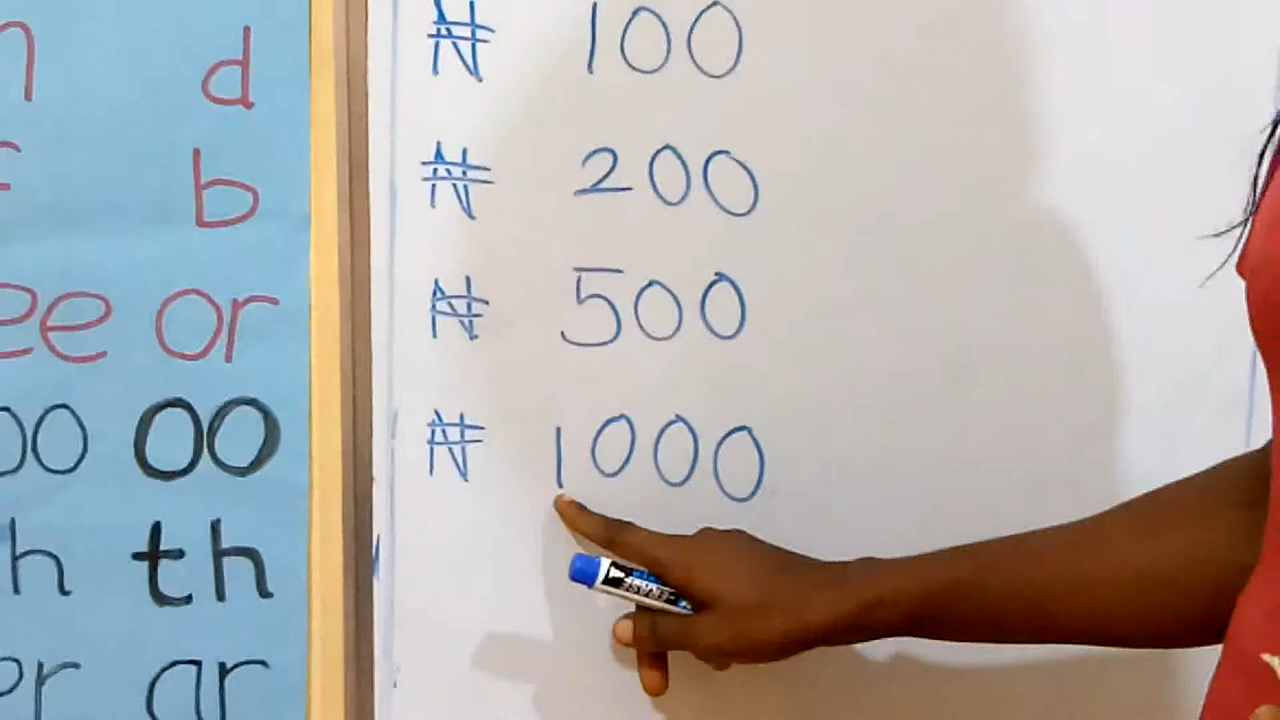 d
b
ee or
oo oo
h th
er ar
₦ 100
₦ 200
₦ 500
₦ 1000